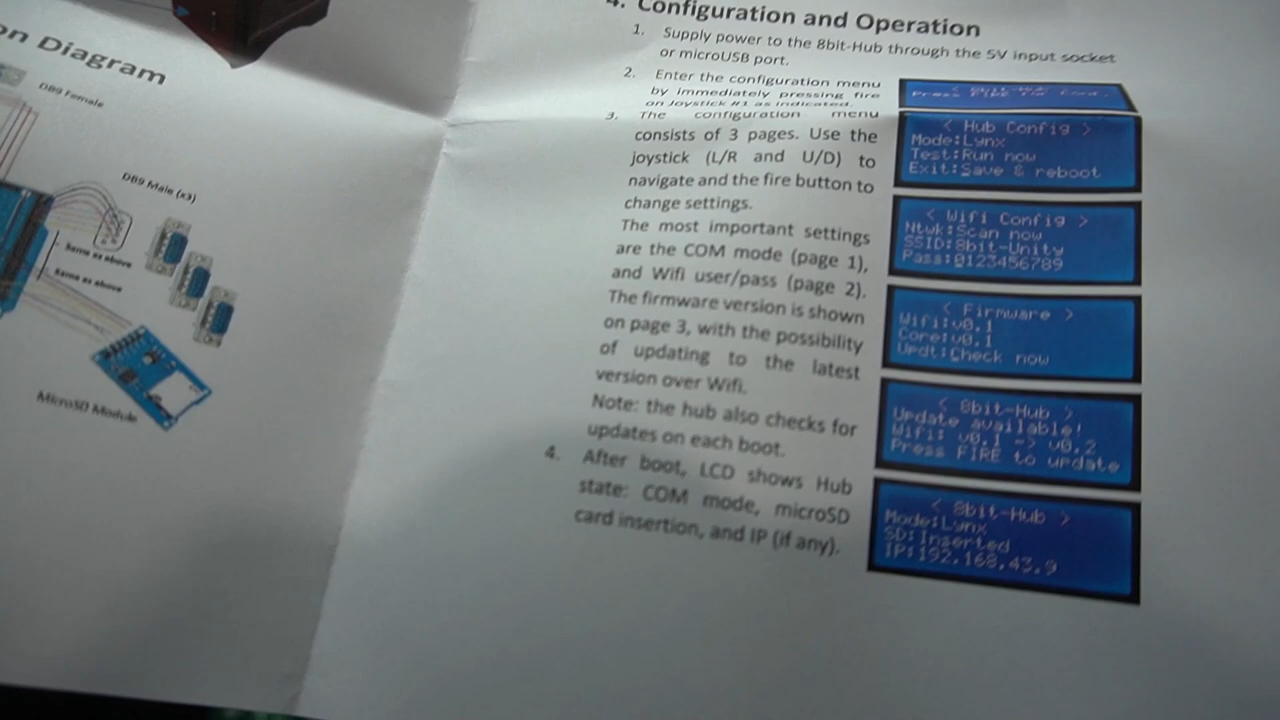 on Diagram
DB9 Female
DB9 Male (x3)
Same as above
Same as above
MicroSD Module
4. Configuration and Operation
1. Supply power to the 8bit-Hub through the 5V input socket
or microUSB port.
2. Enter the configuration menu
by immediately pressing fire
on Joystick #1 as indicated.
3. The configuration menu
consists of 3 pages. Use the
joystick (L/R and U/D) to
navigate and the fire button to
change settings.
The most important settings
are the COM mode (page 1),
and Wifi user/pass (page 2).
The firmware version is shown
on page 3, with the possibility
of updating to the latest
version over Wifi.
Note: the hub also checks for
updates on each boot.
4. After boot, LCD shows Hub
state: COM mode, microSD
card insertion, and IP (if any).
Press FIRE
< Hub Config >
Mode:Lynx
Test:Run now
Exit:Save & reboot
< Wifi Config >
Ntwk:Scan now
SSID:8bit-Unity
Pass:0123456789
< Firmware >
Wifi:v0.1
Core:v0.1
Updt:Check now
< 8bit-Hub >
Update available!
Wifi: v0.1 -> v0.2
Press FIRE to update
< 8bit-Hub >
Mode:Lynx
SD:Inserted
IP:192.168.43.9